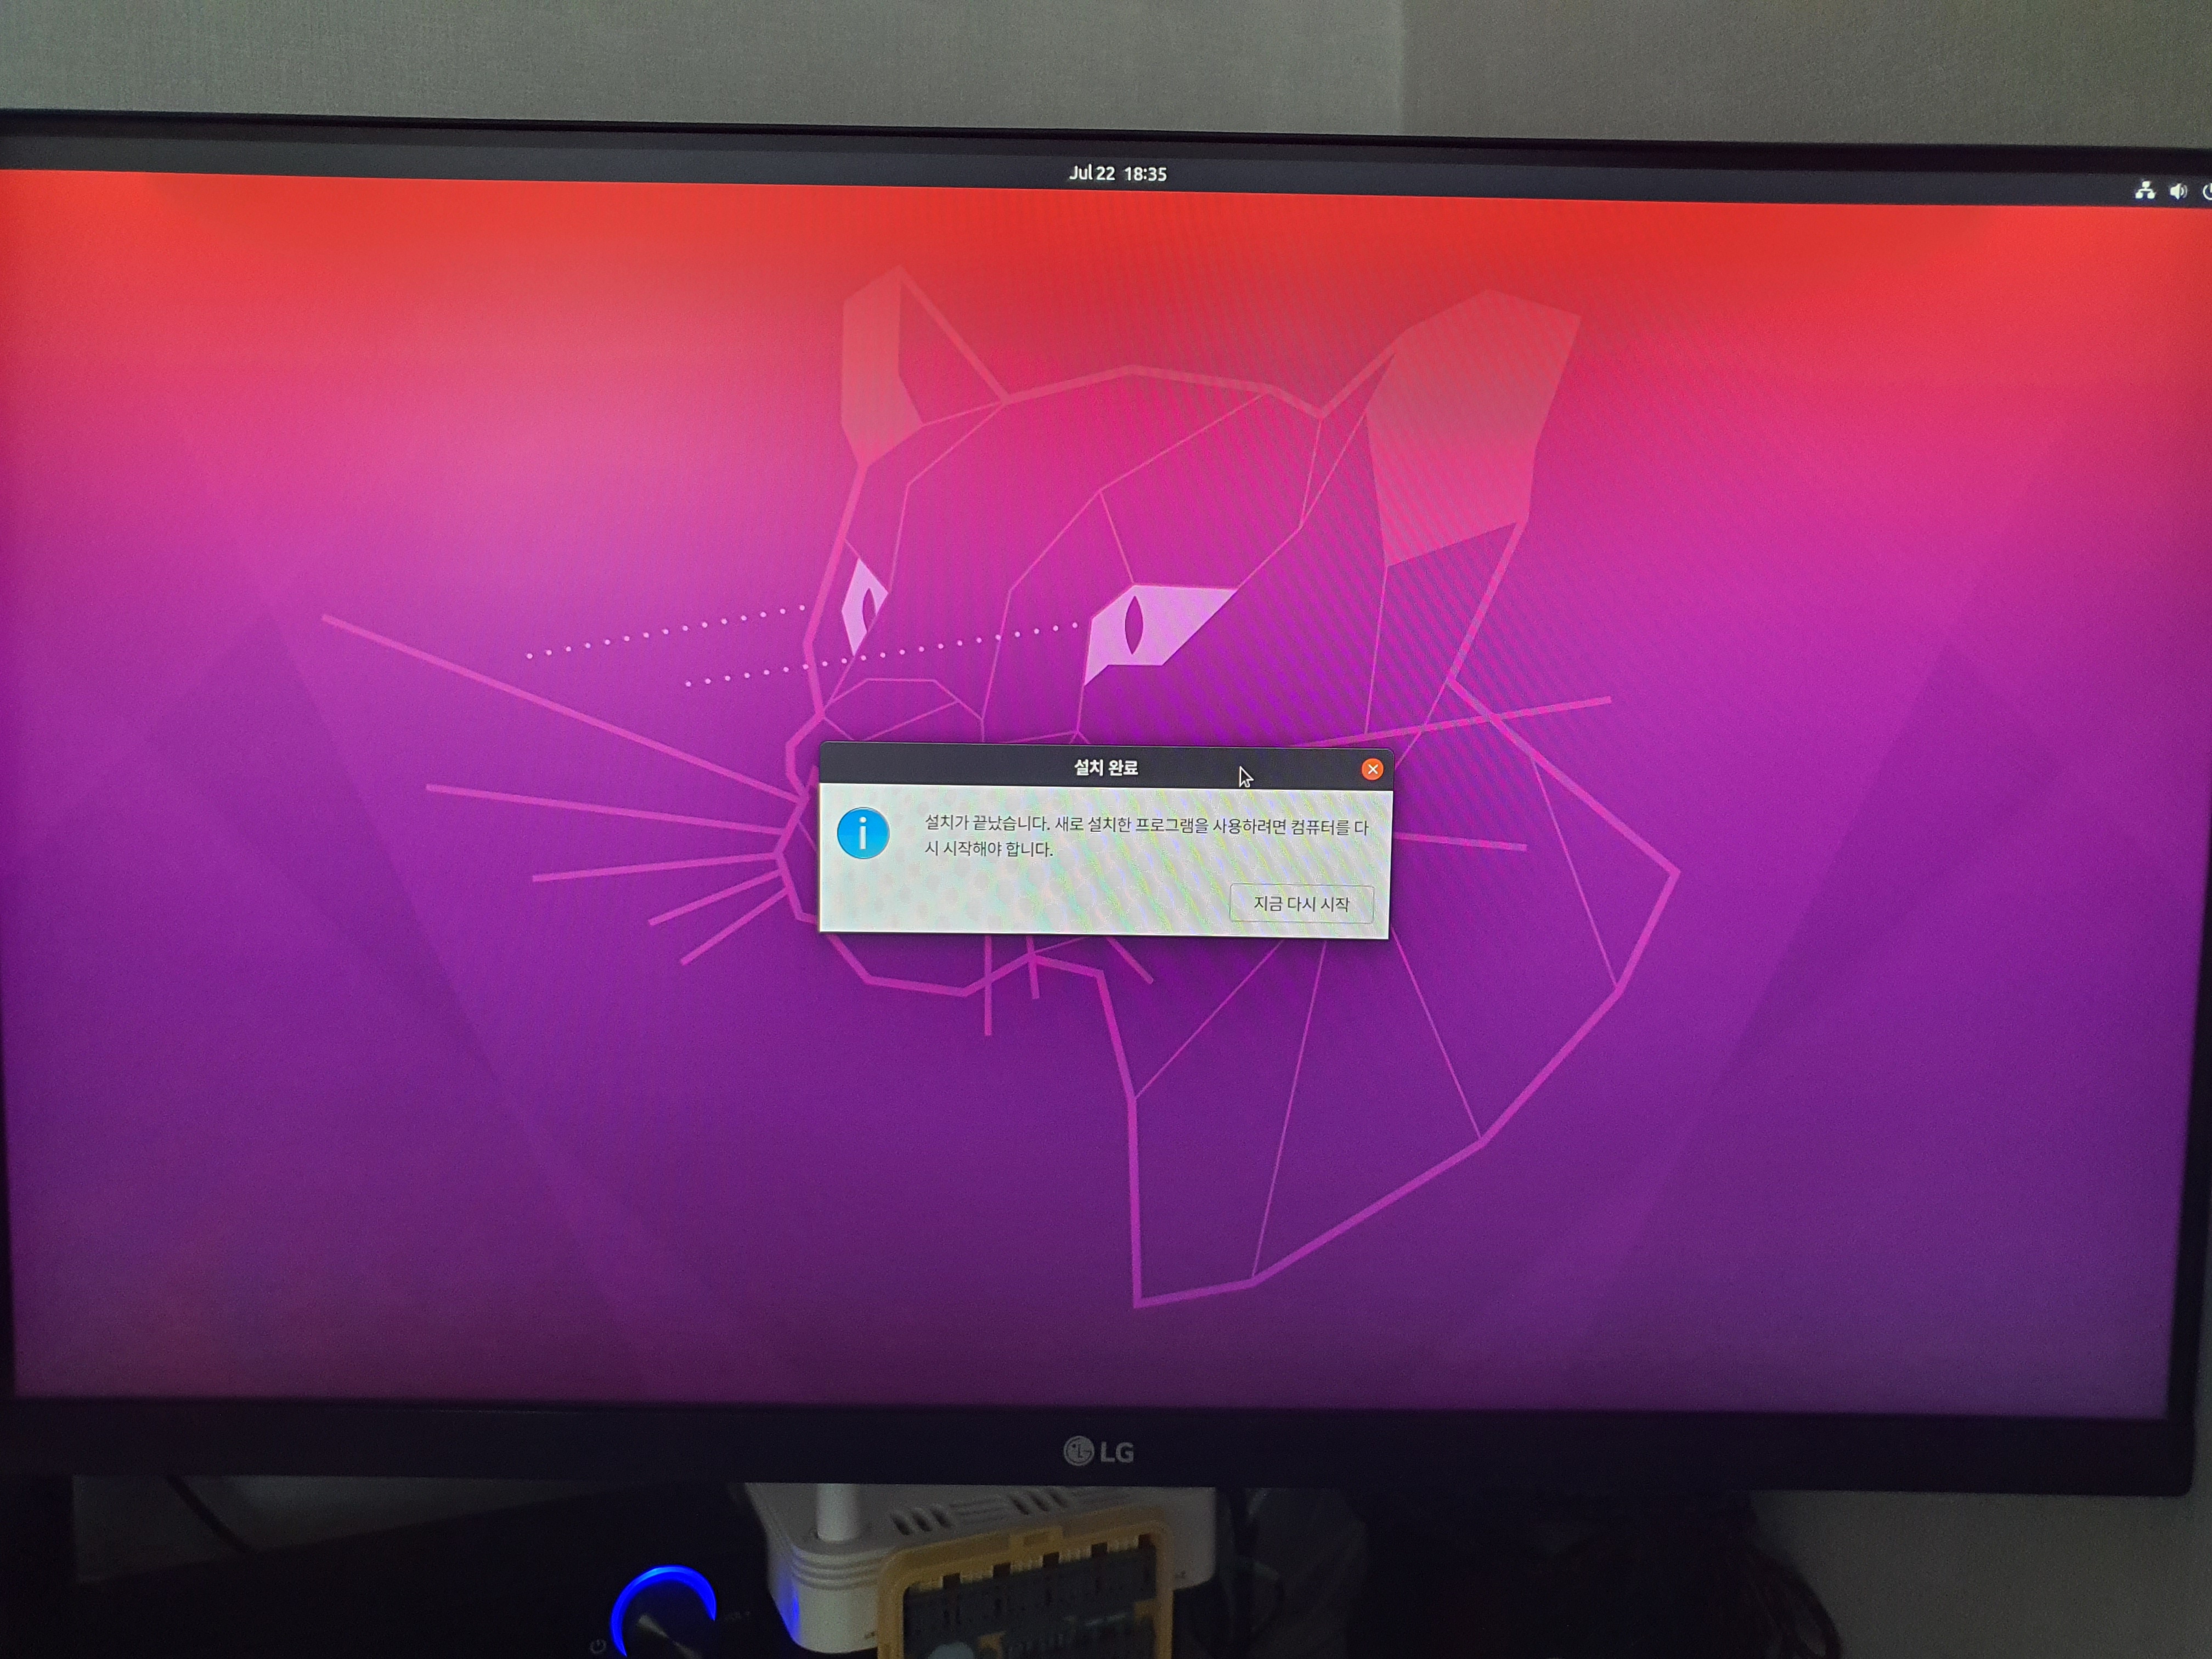 Jul 22 18:35
설치 완료
설치가 끝났습니다. 새로 설치한 프로그램을 사용하려면 컴퓨터를 다
시 시작해야 합니다.
지금 다시 시작
LG